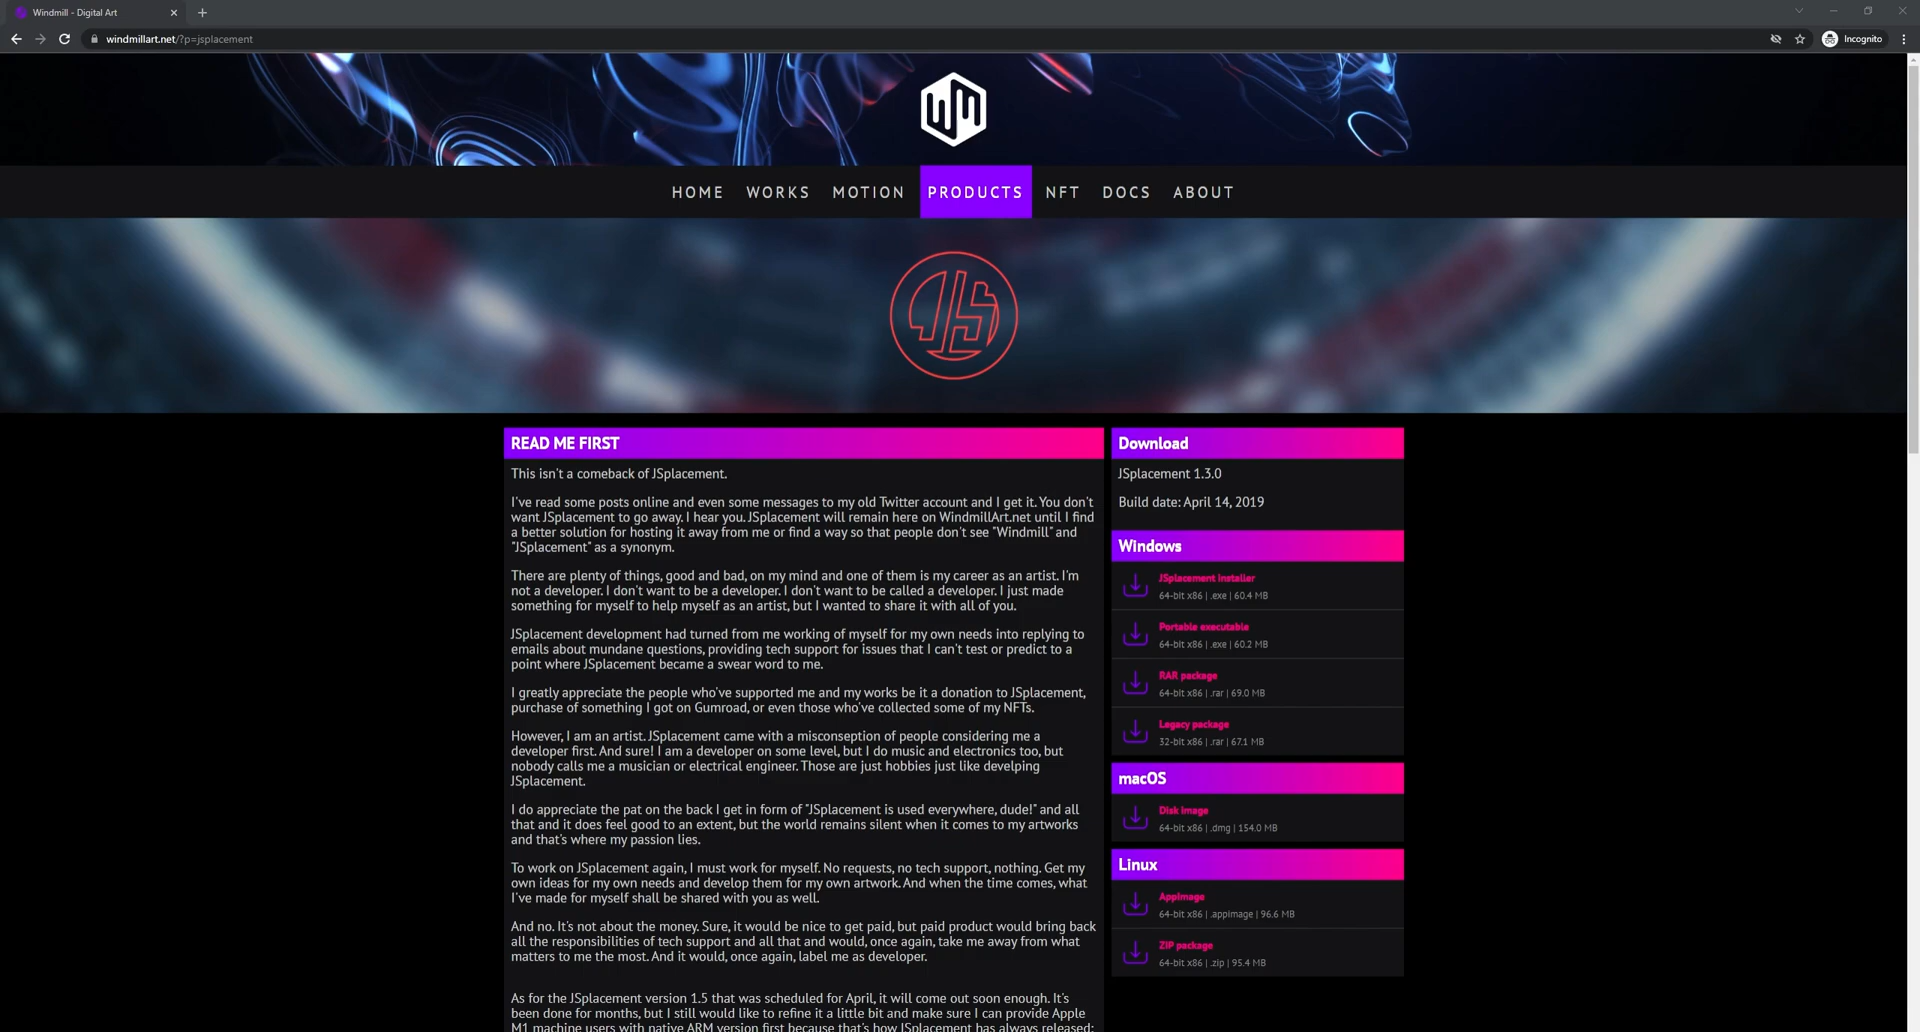 Windmill - Digital Art
windmillart.net/?p=jsplacement
Incognito
WM
HOME WORKS MOTION PRODUCTS NFT DOCS ABOUT
JS
READ ME FIRST
This isn't a comeback of JSplacement.
I've read some posts online and even some messages to my old Twitter account and I get it. You don't
want JSplacement to go away. I hear you. JSplacement will remain here on WindmillArt.net until I find
a better solution for hosting it away from me or find a way so that people don't see "Windmill" and
"JSplacement" as a synonym.
There are plenty of things, good and bad, on my mind and one of them is my career as an artist. I'm
not a developer. I don't want to be a developer. I don't want to be called a developer. I just made
something for myself to help myself as an artist, but I wanted to share it with all of you.
JSplacement development had turned from me working of myself for my own needs into replying to
emails about mundane questions, providing tech support for issues that I can't test or predict to a
point where JSplacement became a swear word to me.
I greatly appreciate the people who've supported me and my works be it a donation to JSplacement,
purchase of something I got on Gumroad, or even those who've collected some of my NFTs.
However, I am an artist. JSplacement came with a misconseption of people considering me a
developer first. And sure! I am a developer on some level, but I do music and electronics too, but
nobody calls me a musician or electrical engineer. Those are just hobbies just like develping
JSplacement.
I do appreciate the pat on the back I get in form of "JSplacement is used everywhere, dude!" and all
that and it does feel good to an extent, but the world remains silent when it comes to my artworks
and that's where my passion lies.
To work on JSplacement again, I must work for myself. No requests, no tech support, nothing. Get my
own ideas for my own needs and develop them for my own artwork. And when the time comes, what
I've made for myself shall be shared with you as well.
And no. It's not about the money. Sure, it would be nice to get paid, but paid product would bring back
all the responsibilities of tech support and all that and would, once again, take me away from what
matters to me the most. And it would, once again, label me as developer.
As for the JSplacement version 1.5 that was scheduled for April, it will come out soon enough. It's
been done for months, but I still would like to refine it a little bit and make sure I can provide Apple
M1 machine users with native ARM version first because that's how JSplacement has always released:
Download
JSplacement 1.3.0
Build date: April 14, 2019
Windows
JSplacement Installer
64-bit x86 | .exe | 60.4 MB
Portable executable
64-bit x86 | .exe | 60.2 MB
RAR package
64-bit x86 | .rar | 69.0 MB
Legacy package
32-bit x86 | .rar | 67.1 MB
macOS
Disk Image
64-bit x86 | .dmg | 154.0 MB
Linux
AppImage
64-bit x86 | .appimage | 96.6 MB
ZIP package
64-bit x86 | .zip | 95.4 MB